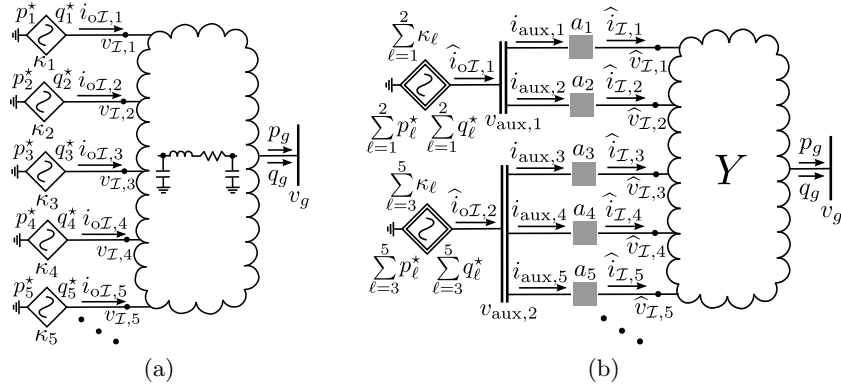 p₁⋆ q₁⋆ i_{oℐ,1}
κ₁ v_{ℐ,1}
p₂⋆ q₂⋆ i_{oℐ,2}
κ₂ v_{ℐ,2}
p₃⋆ q₃⋆ i_{oℐ,3}
κ₃ v_{ℐ,3}
p₄⋆ q₄⋆ i_{oℐ,4}
κ₄ v_{ℐ,4}
p₅⋆ q₅⋆ i_{oℐ,5}
κ₅ v_{ℐ,5}
p_g
q_g
v_g
(a)
∑_{ℓ=1}^{2} κ_ℓ
î_{oℐ,1}
∑_{ℓ=1}^{2} p_ℓ⋆ ∑_{ℓ=1}^{2} q_ℓ⋆
v_{aux,1}
i_{aux,1} a₁ î_{ℐ,1}
v̂_{ℐ,1}
i_{aux,2} a₂ î_{ℐ,2}
v̂_{ℐ,2}
∑_{ℓ=3}^{5} κ_ℓ
î_{oℐ,2}
∑_{ℓ=3}^{5} p_ℓ⋆ ∑_{ℓ=3}^{5} q_ℓ⋆
v_{aux,2}
i_{aux,3} a₃ î_{ℐ,3}
v̂_{ℐ,3}
i_{aux,4} a₄ î_{ℐ,4}
v̂_{ℐ,4}
i_{aux,5} a₅ î_{ℐ,5}
v̂_{ℐ,5}
Y
p_g
q_g
v_g
(b)